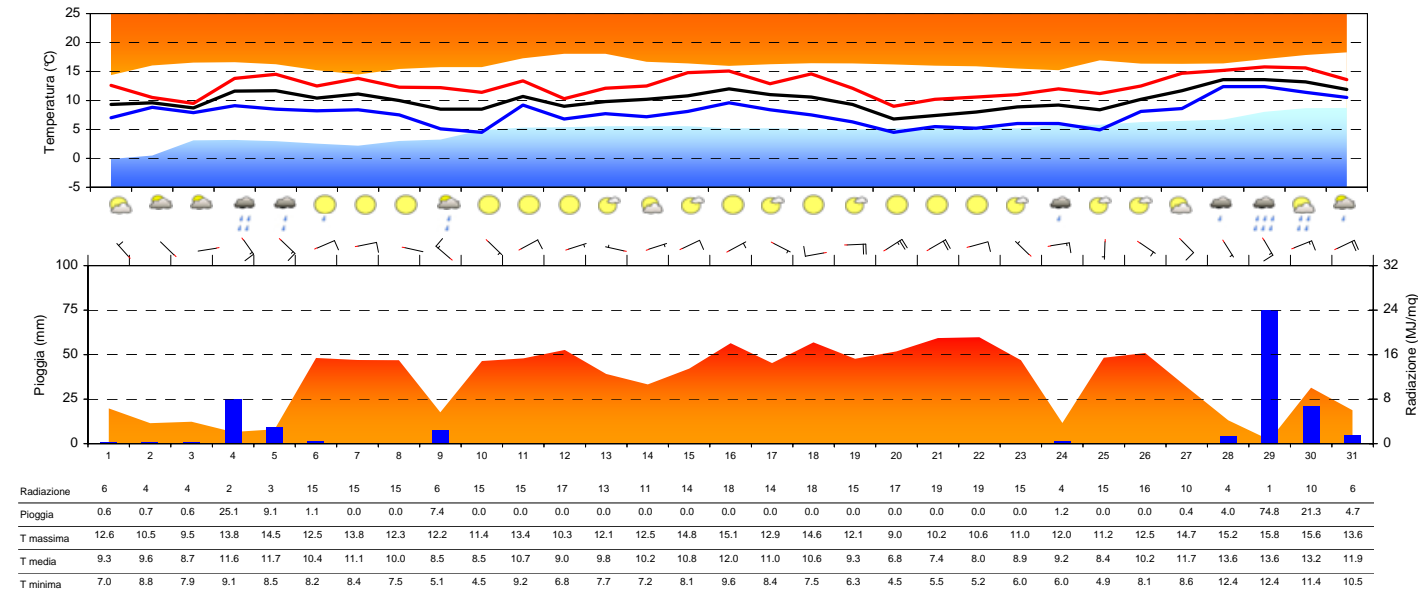 25
20
15
10
5
0
-5
Temperatura (°C)
100
75
50
25
0
Pioggia (mm)
32
24
16
8
0
Radiazione (MJ/mq)
1 2 3 4 5 6 7 8 9 10 11 12 13 14 15 16 17 18 19 20 21 22 23 24 25 26 27 28 29 30 31
Radiazione 6 4 4 2 3 15 15 15 6 15 15 17 13 11 14 18 14 18 15 17 19 19 15 4 15 16 10 4 1 10 6
Pioggia 0.6 0.7 0.6 25.1 9.1 1.1 0.0 0.0 7.4 0.0 0.0 0.0 0.0 0.0 0.0 0.0 0.0 0.0 0.0 0.0 0.0 0.0 0.0 1.2 0.0 0.0 0.4 4.0 74.8 21.3 4.7
T massima 12.6 10.5 9.5 13.8 14.5 12.5 13.8 12.3 12.2 11.4 13.4 10.3 12.1 12.5 14.8 15.1 12.9 14.6 12.1 9.0 10.2 10.6 11.0 12.0 11.2 12.5 14.7 15.2 15.8 15.6 13.6
T media 9.3 9.6 8.7 11.6 11.7 10.4 11.1 10.0 8.5 8.5 10.7 9.0 9.8 10.2 10.8 12.0 11.0 10.6 9.3 6.8 7.4 8.0 8.9 9.2 8.4 10.2 11.7 13.6 13.6 13.2 11.9
T minima 7.0 8.8 7.9 9.1 8.5 8.2 8.4 7.5 5.1 4.5 9.2 6.8 7.7 7.2 8.1 9.6 8.4 7.5 6.3 4.5 5.5 5.2 6.0 6.0 4.9 8.1 8.6 12.4 12.4 11.4 10.5